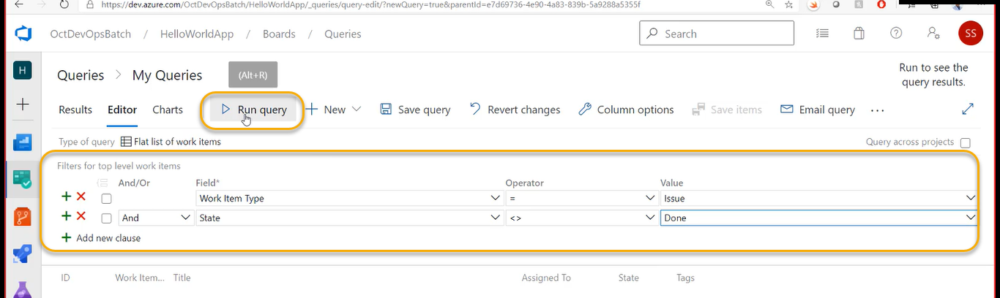 https://dev.azure.com/OctDevOpsBatch/HelloWorldApp/_queries/query-edit/?newQuery=true&parentId=e7d69736-4e90-4a83-839b-5a9288a5355f
OctDevOpsBatch / HelloWorldApp / Boards / Queries
Search
SS
H
Queries > My Queries
(Alt+R)
Run to see the
query results.
Results Editor Charts Run query New Save query Revert changes Column options Save items Email query ...
Type of query Flat list of work items Query across projects
Filters for top level work items
And/Or Field* Operator Value
Work Item Type = Issue
And State <> Done
Add new clause
ID Work Item... Title Assigned To State Tags